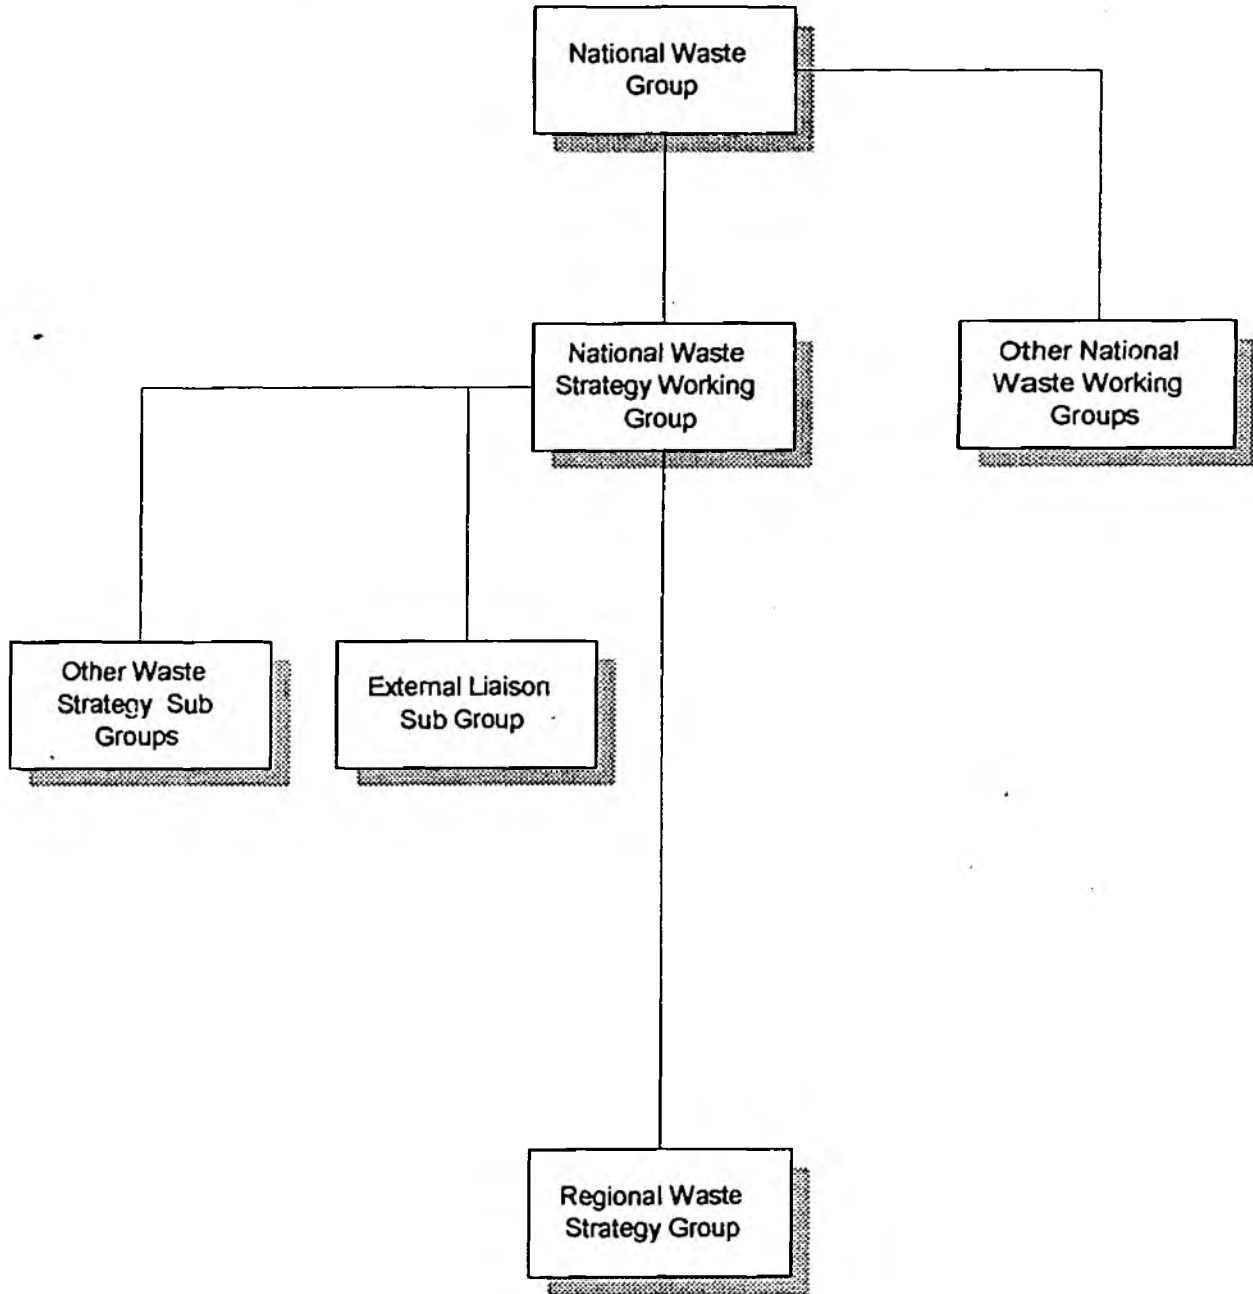 National Waste
Group
National Waste
Strategy Working
Group
Other National
Waste Working
Groups
Other Waste
Strategy Sub
Groups
External Liaison
Sub Group
Regional Waste
Strategy Group